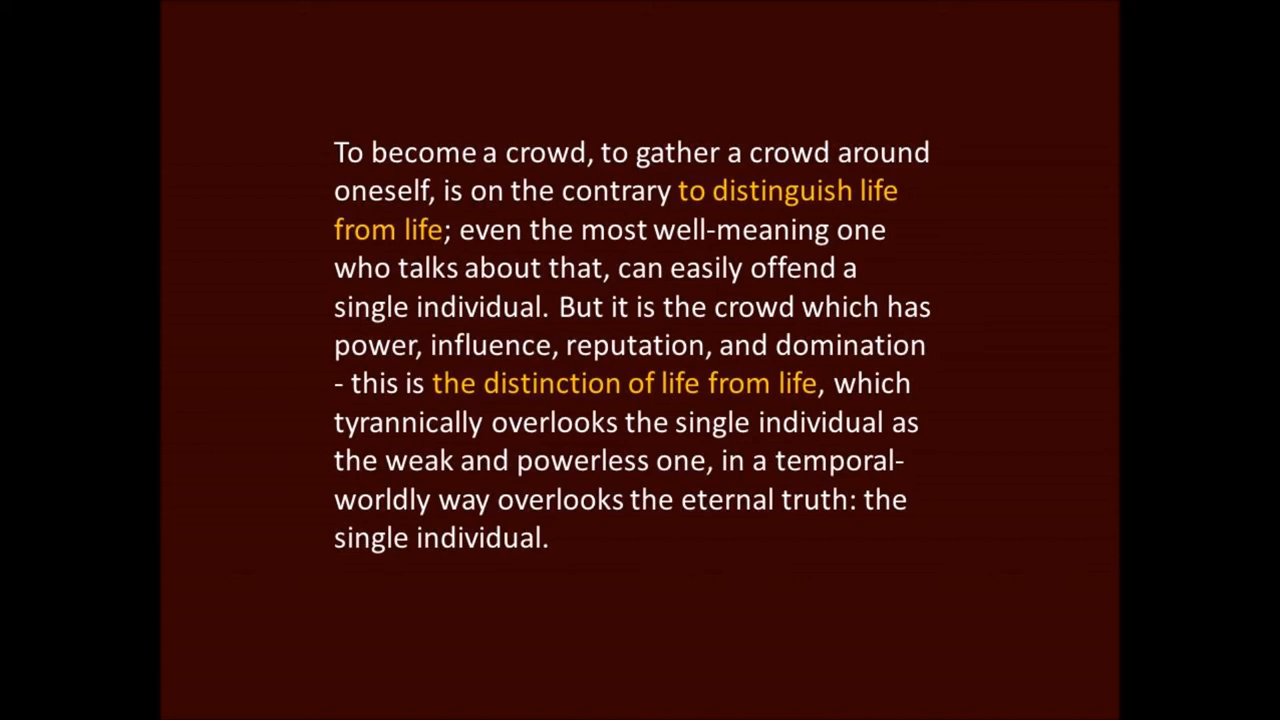 To become a crowd, to gather a crowd around
oneself, is on the contrary to distinguish life
from life; even the most well-meaning one
who talks about that, can easily offend a
single individual. But it is the crowd which has
power, influence, reputation, and domination
- this is the distinction of life from life, which
tyrannically overlooks the single individual as
the weak and powerless one, in a temporal-
worldly way overlooks the eternal truth: the
single individual.